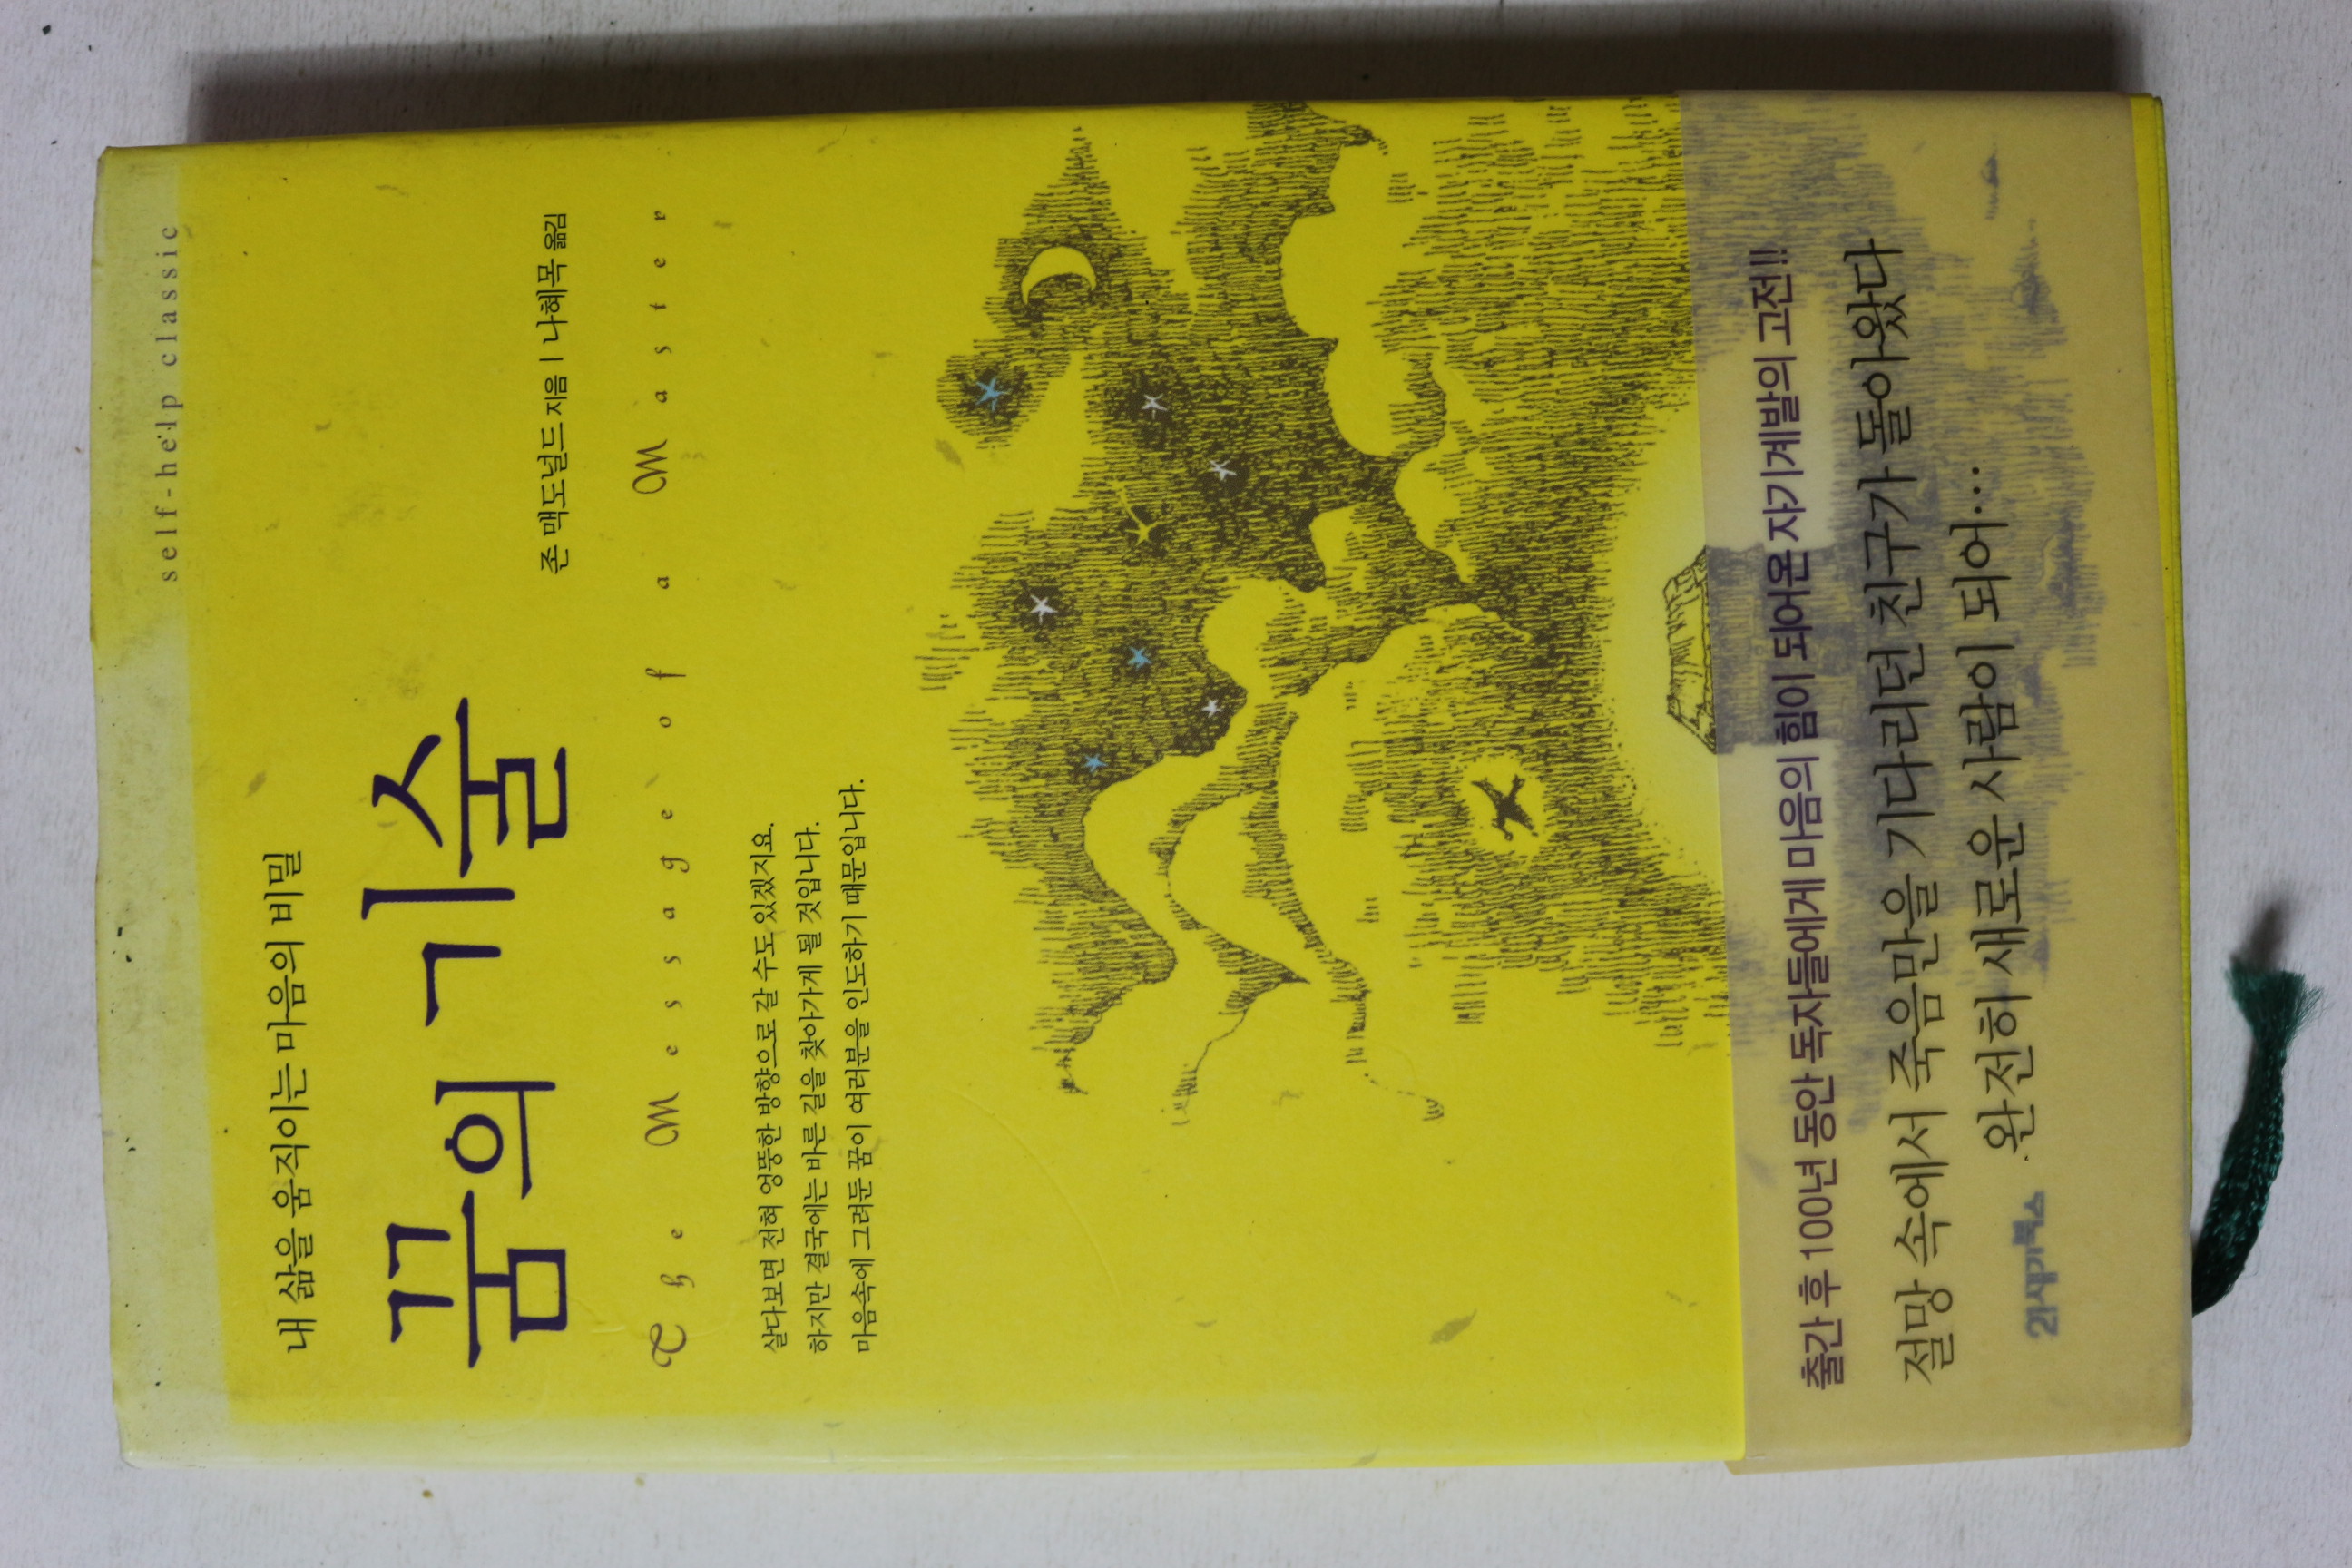 self-help classic
내 삶을 움직이는 마음의 비밀
꿈의 기술
존 맥도널드 지음 | 나혜목 옮김
The Message of a Master
살다보면 전혀 엉뚱한 방향으로 갈 수도 있겠지요.
하지만 결국에는 바른 길을 찾아가게 될 것입니다.
마음속에 그려둔 꿈이 여러분을 인도하기 때문입니다.
출간 후 100년 동안 독자들에게 마음의 힘이 되어온 자기계발의 고전!!
절망 속에서 죽음만을 기다리던 친구가 돌아왔다
완전히 새로운 사람이 되어…
21세기북스